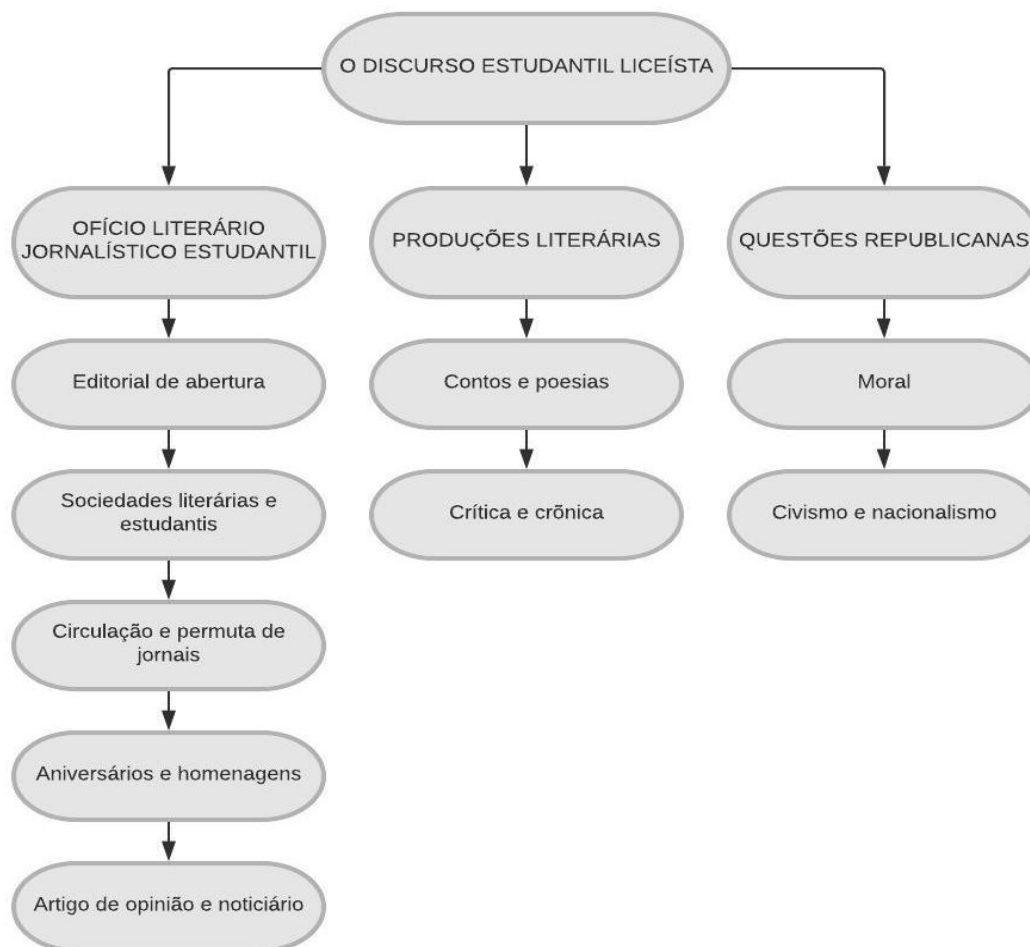 O DISCURSO ESTUDANTIL LICEÍSTA
OFÍCIO LITERÁRIO
JORNALÍSTICO ESTUDANTIL
PRODUÇÕES LITERÁRIAS
QUESTÕES REPUBLICANAS
Editorial de abertura
Contos e poesias
Moral
Sociedades literárias e
estudantis
Crítica e crõnica
Civismo e nacionalismo
Circulação e permuta de
jornais
Aniversários e homenagens
Artigo de opinião e noticiário